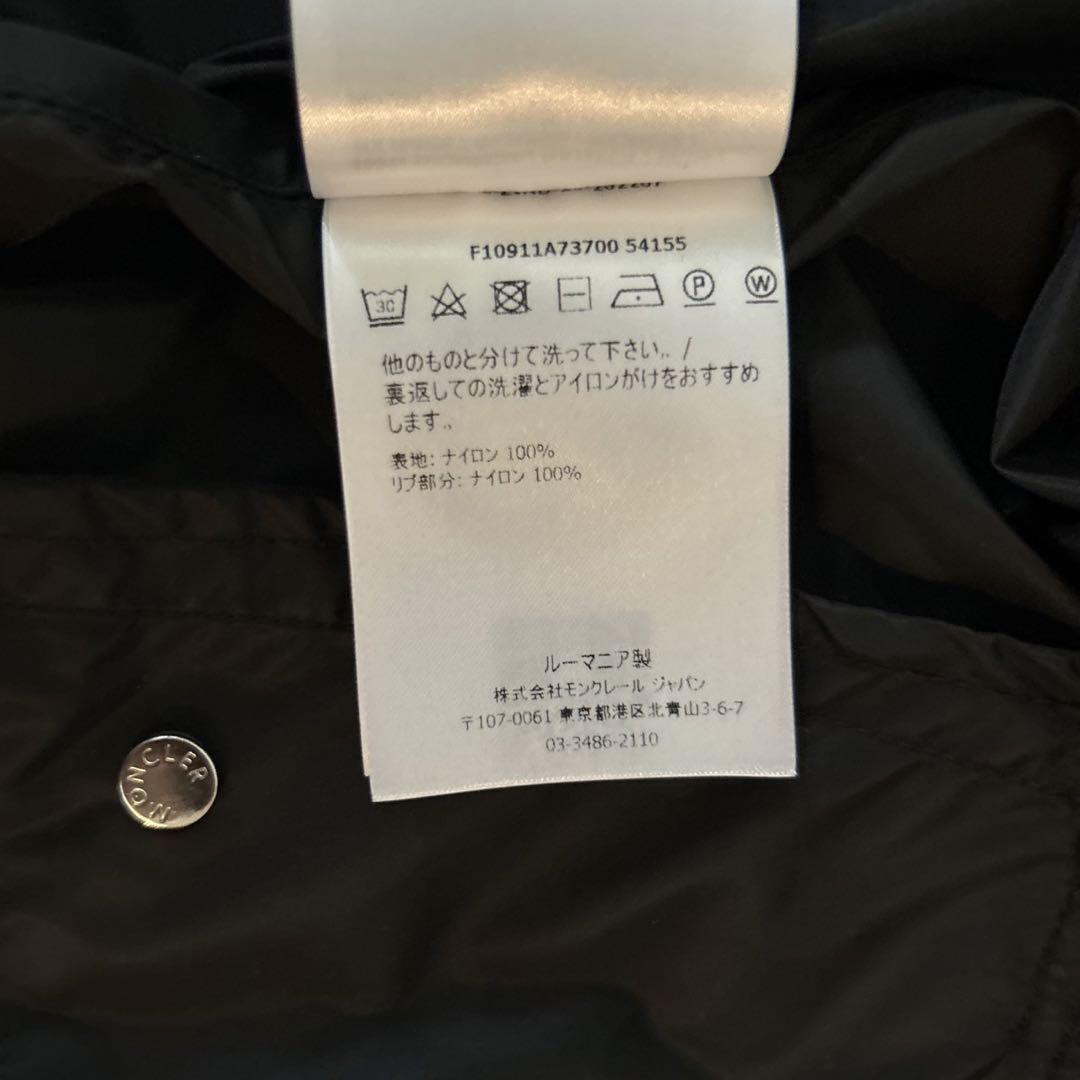 F10911A73700 54155
30 P W
他のものと分けて洗って下さい。/
裏返しての洗濯とアイロンがけをおすすめ
します。
表地: ナイロン 100%
リブ部分: ナイロン 100%
ルーマニア製
株式会社モンクレール ジャパン
〒107-0061 東京都港区北青山3-6-7
03-3486-2110
MONCLER